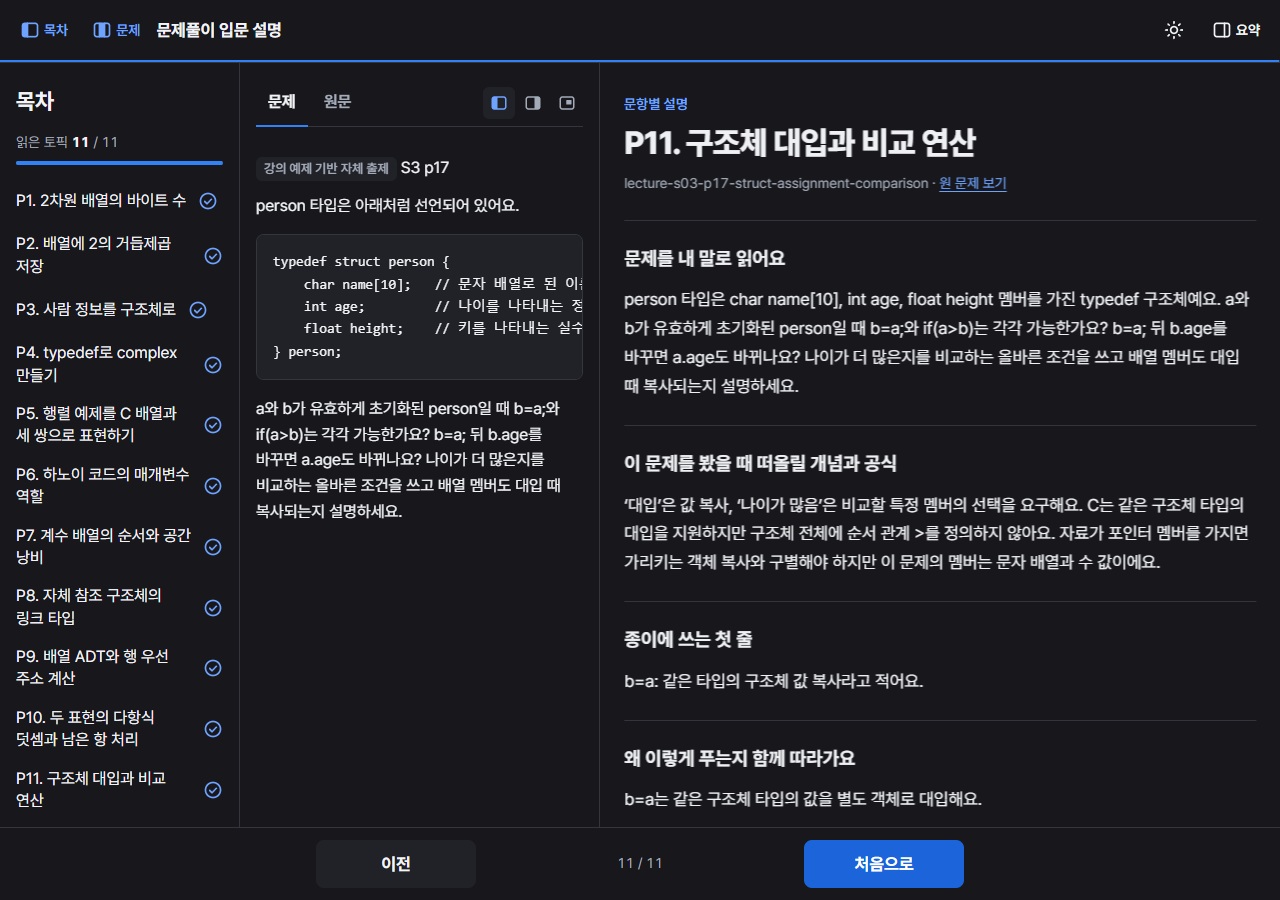 목차
문제
문제풀이 입문 설명
요약
목차
읽은 토픽 11 / 11
P1. 2차원 배열의 바이트 수
P2. 배열에 2의 거듭제곱
저장
P3. 사람 정보를 구조체로
P4. typedef로 complex
만들기
P5. 행렬 예제를 C 배열과
세 쌍으로 표현하기
P6. 하노이 코드의 매개변수
역할
P7. 계수 배열의 순서와 공간
낭비
P8. 자체 참조 구조체의
링크 타입
P9. 배열 ADT와 행 우선
주소 계산
P10. 두 표현의 다항식
덧셈과 남은 항 처리
P11. 구조체 대입과 비교
연산
문제
원문
강의 예제 기반 자체 출제 S3 p17
person 타입은 아래처럼 선언되어 있어요.
typedef struct person {
    char name[10];   // 문자 배열로 된 이
    int age;         // 나이를 나타내는 정
    float height;    // 키를 나타내는 실수
} person;
a와 b가 유효하게 초기화된 person일 때 b=a;와
if(a>b)는 각각 가능한가요? b=a; 뒤 b.age를
바꾸면 a.age도 바뀌나요? 나이가 더 많은지를
비교하는 올바른 조건을 쓰고 배열 멤버도 대입 때
복사되는지 설명하세요.
문항별 설명
P11. 구조체 대입과 비교 연산
lecture-s03-p17-struct-assignment-comparison · 원 문제 보기
문제를 내 말로 읽어요
person 타입은 char name[10], int age, float height 멤버를 가진 typedef 구조체예요. a와
b가 유효하게 초기화된 person일 때 b=a;와 if(a>b)는 각각 가능한가요? b=a; 뒤 b.age를
바꾸면 a.age도 바뀌나요? 나이가 더 많은지를 비교하는 올바른 조건을 쓰고 배열 멤버도 대입
때 복사되는지 설명하세요.
이 문제를 봤을 때 떠올릴 개념과 공식
‘대입’은 값 복사, ‘나이가 많음’은 비교할 특정 멤버의 선택을 요구해요. C는 같은 구조체 타입의
대입을 지원하지만 구조체 전체에 순서 관계 >를 정의하지 않아요. 자료가 포인터 멤버를 가지면
가리키는 객체 복사와 구별해야 하지만 이 문제의 멤버는 문자 배열과 수 값이에요.
종이에 쓰는 첫 줄
b=a: 같은 타입의 구조체 값 복사라고 적어요.
왜 이렇게 푸는지 함께 따라가요
b=a는 같은 구조체 타입의 값을 별도 객체로 대입해요.
이전
11 / 11
처음으로